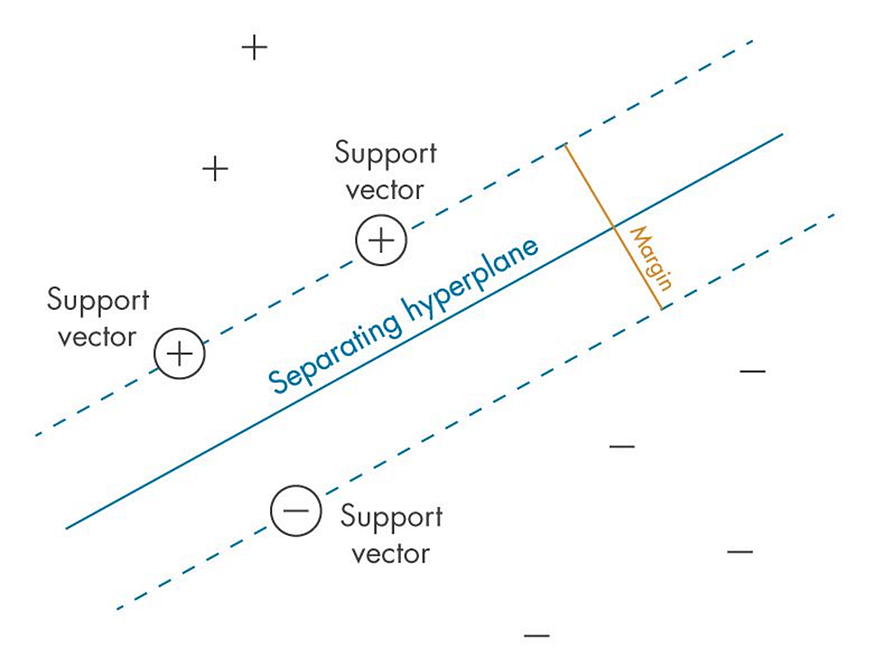 +
+
Support
vector
+
Support
vector
+
Separating hyperplane
Margin
−
−
−
Support
vector
−
−